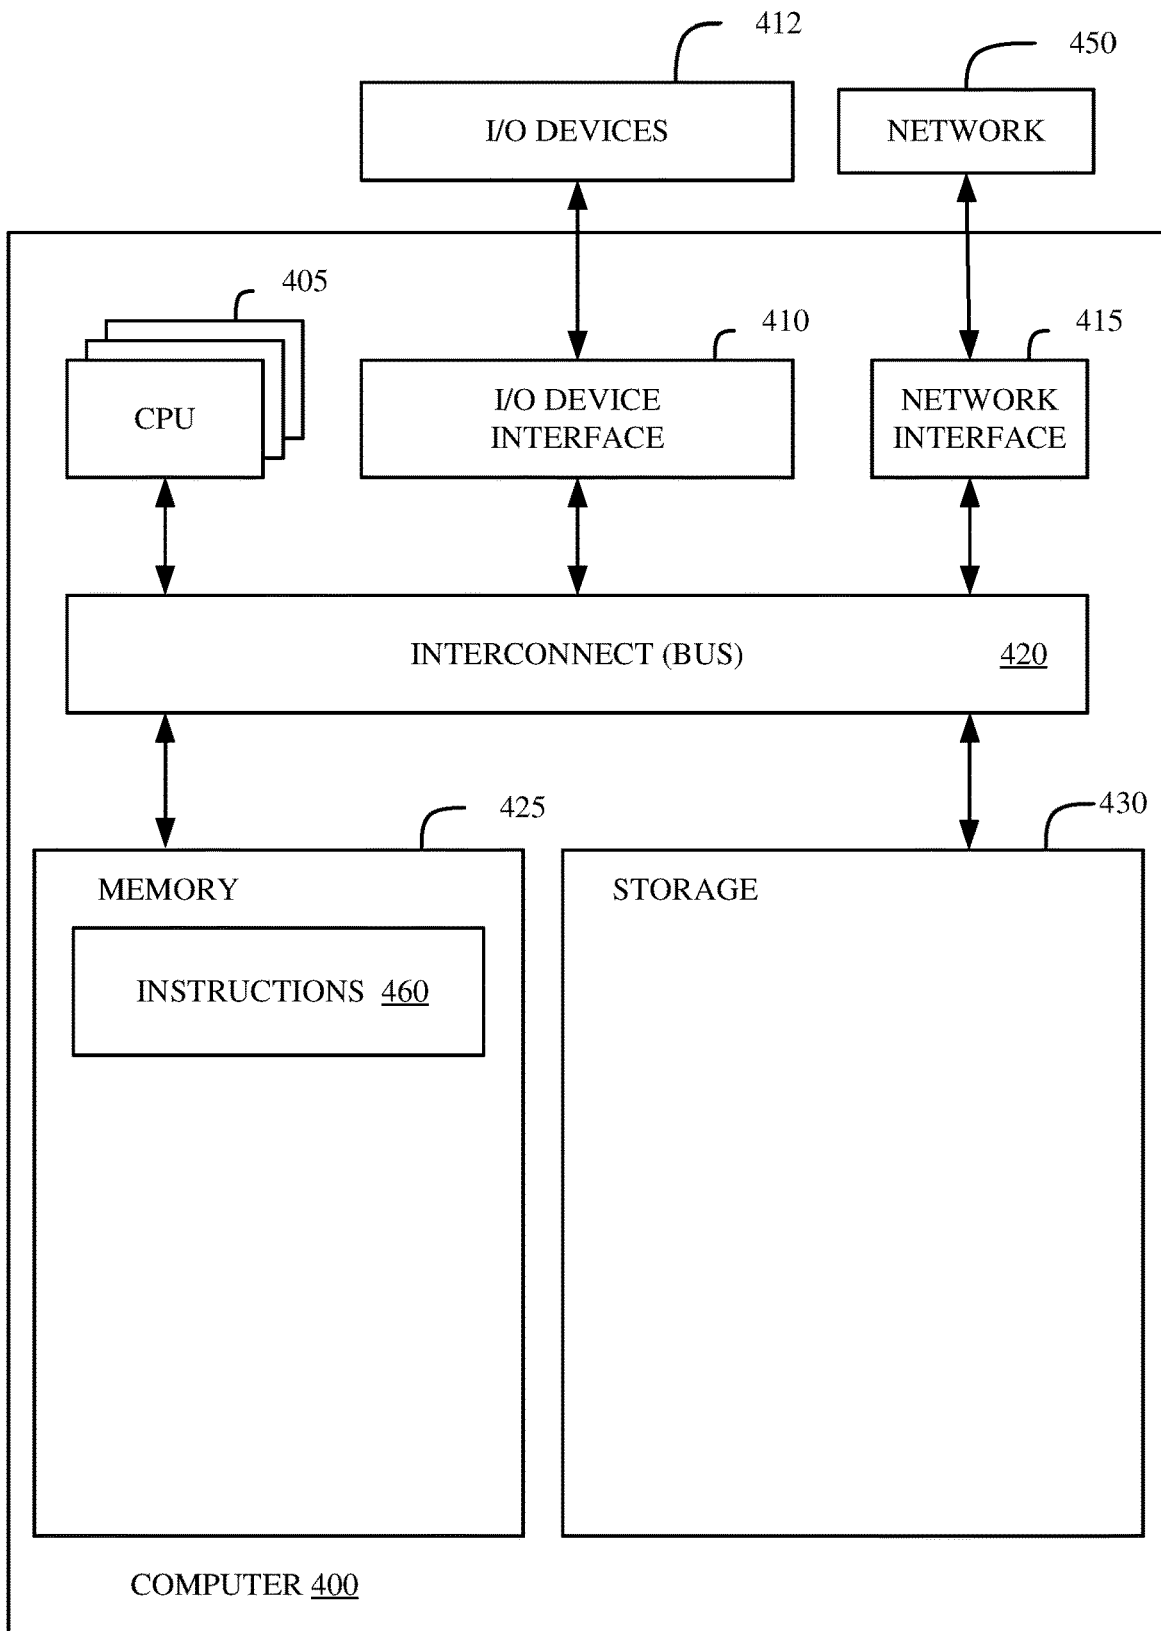 412
450
I/O DEVICES
NETWORK
405
410
415
CPU
I/O DEVICE
INTERFACE
NETWORK
INTERFACE
INTERCONNECT (BUS) 420
425
430
MEMORY
STORAGE
INSTRUCTIONS 460
COMPUTER 400